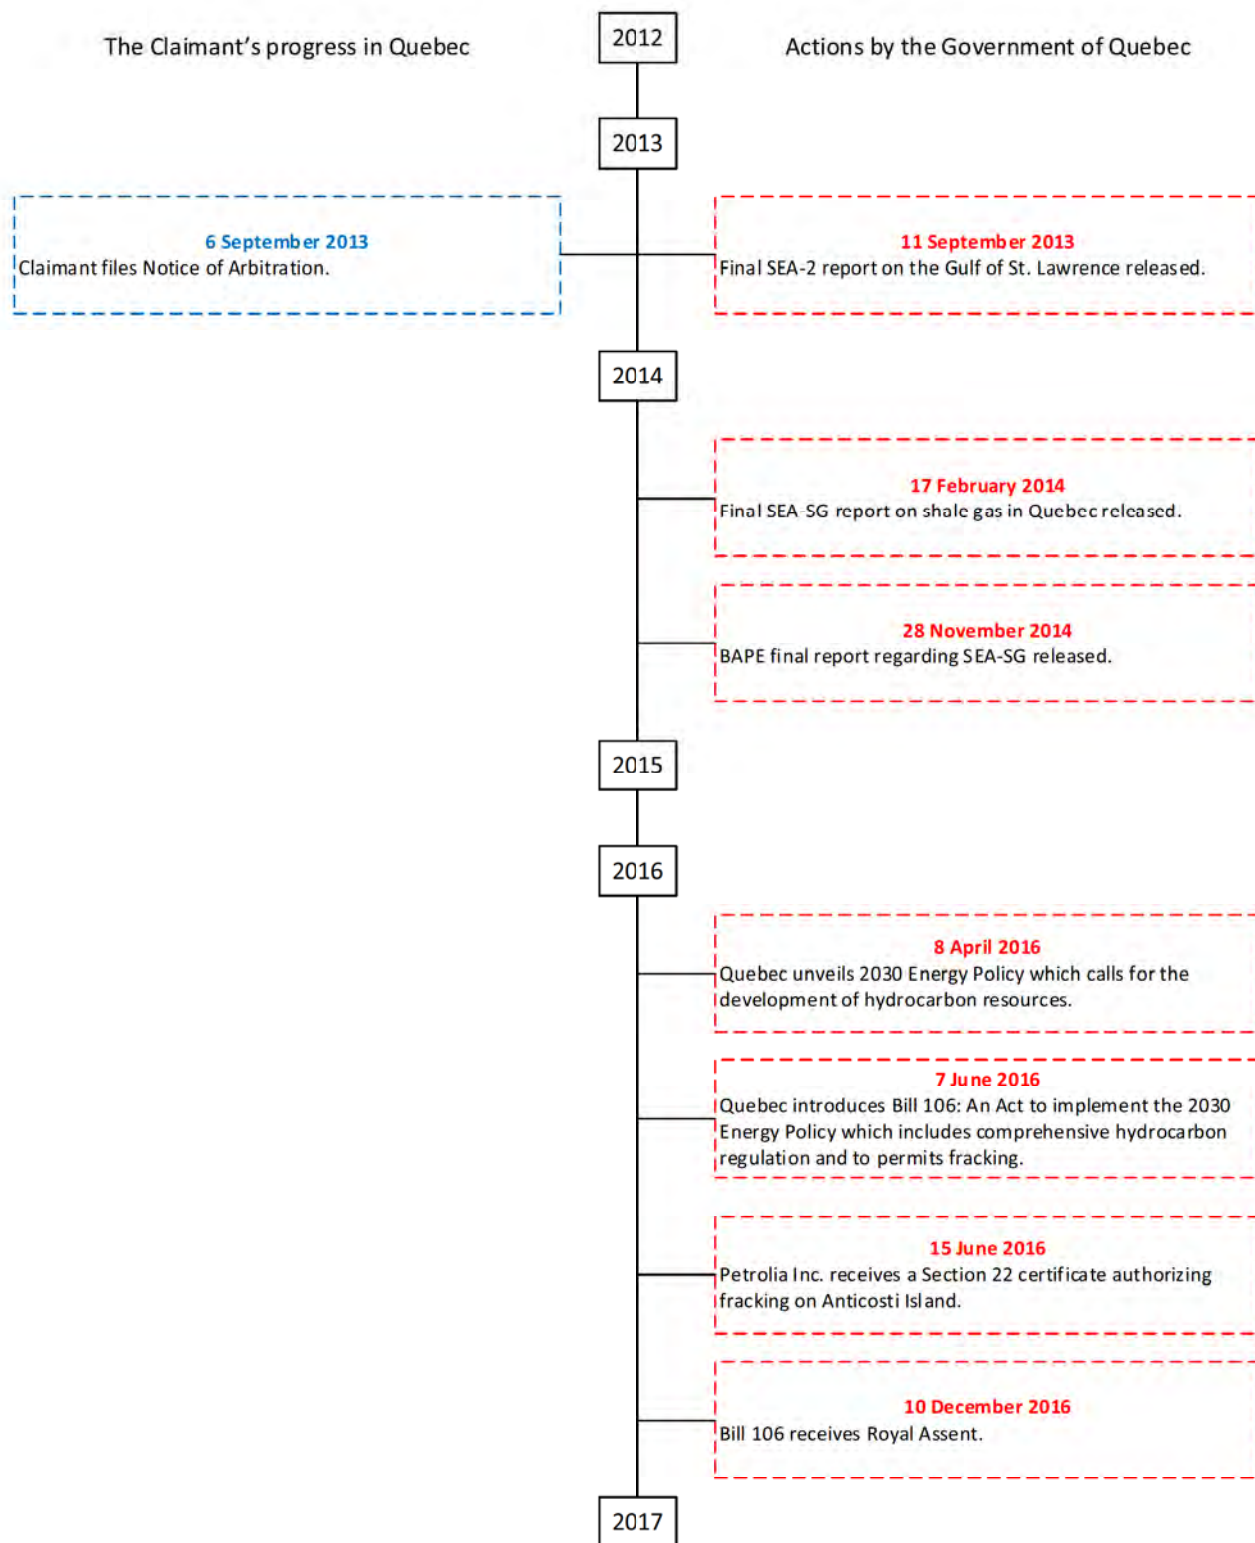 The Claimant's progress in Quebec
2012
Actions by the Government of Quebec
2013
6 September 2013
Claimant files Notice of Arbitration.
11 September 2013
Final SEA-2 report on the Gulf of St. Lawrence released.
2014
17 February 2014
Final SEA-SG report on shale gas in Quebec released.
28 November 2014
BAPE final report regarding SEA-SG released.
2015
2016
8 April 2016
Quebec unveils 2030 Energy Policy which calls for the
development of hydrocarbon resources.
7 June 2016
Quebec introduces Bill 106: An Act to implement the 2030
Energy Policy which includes comprehensive hydrocarbon
regulation and to permits fracking.
15 June 2016
Petrolia Inc. receives a Section 22 certificate authorizing
fracking on Anticosti Island.
10 December 2016
Bill 106 receives Royal Assent.
2017